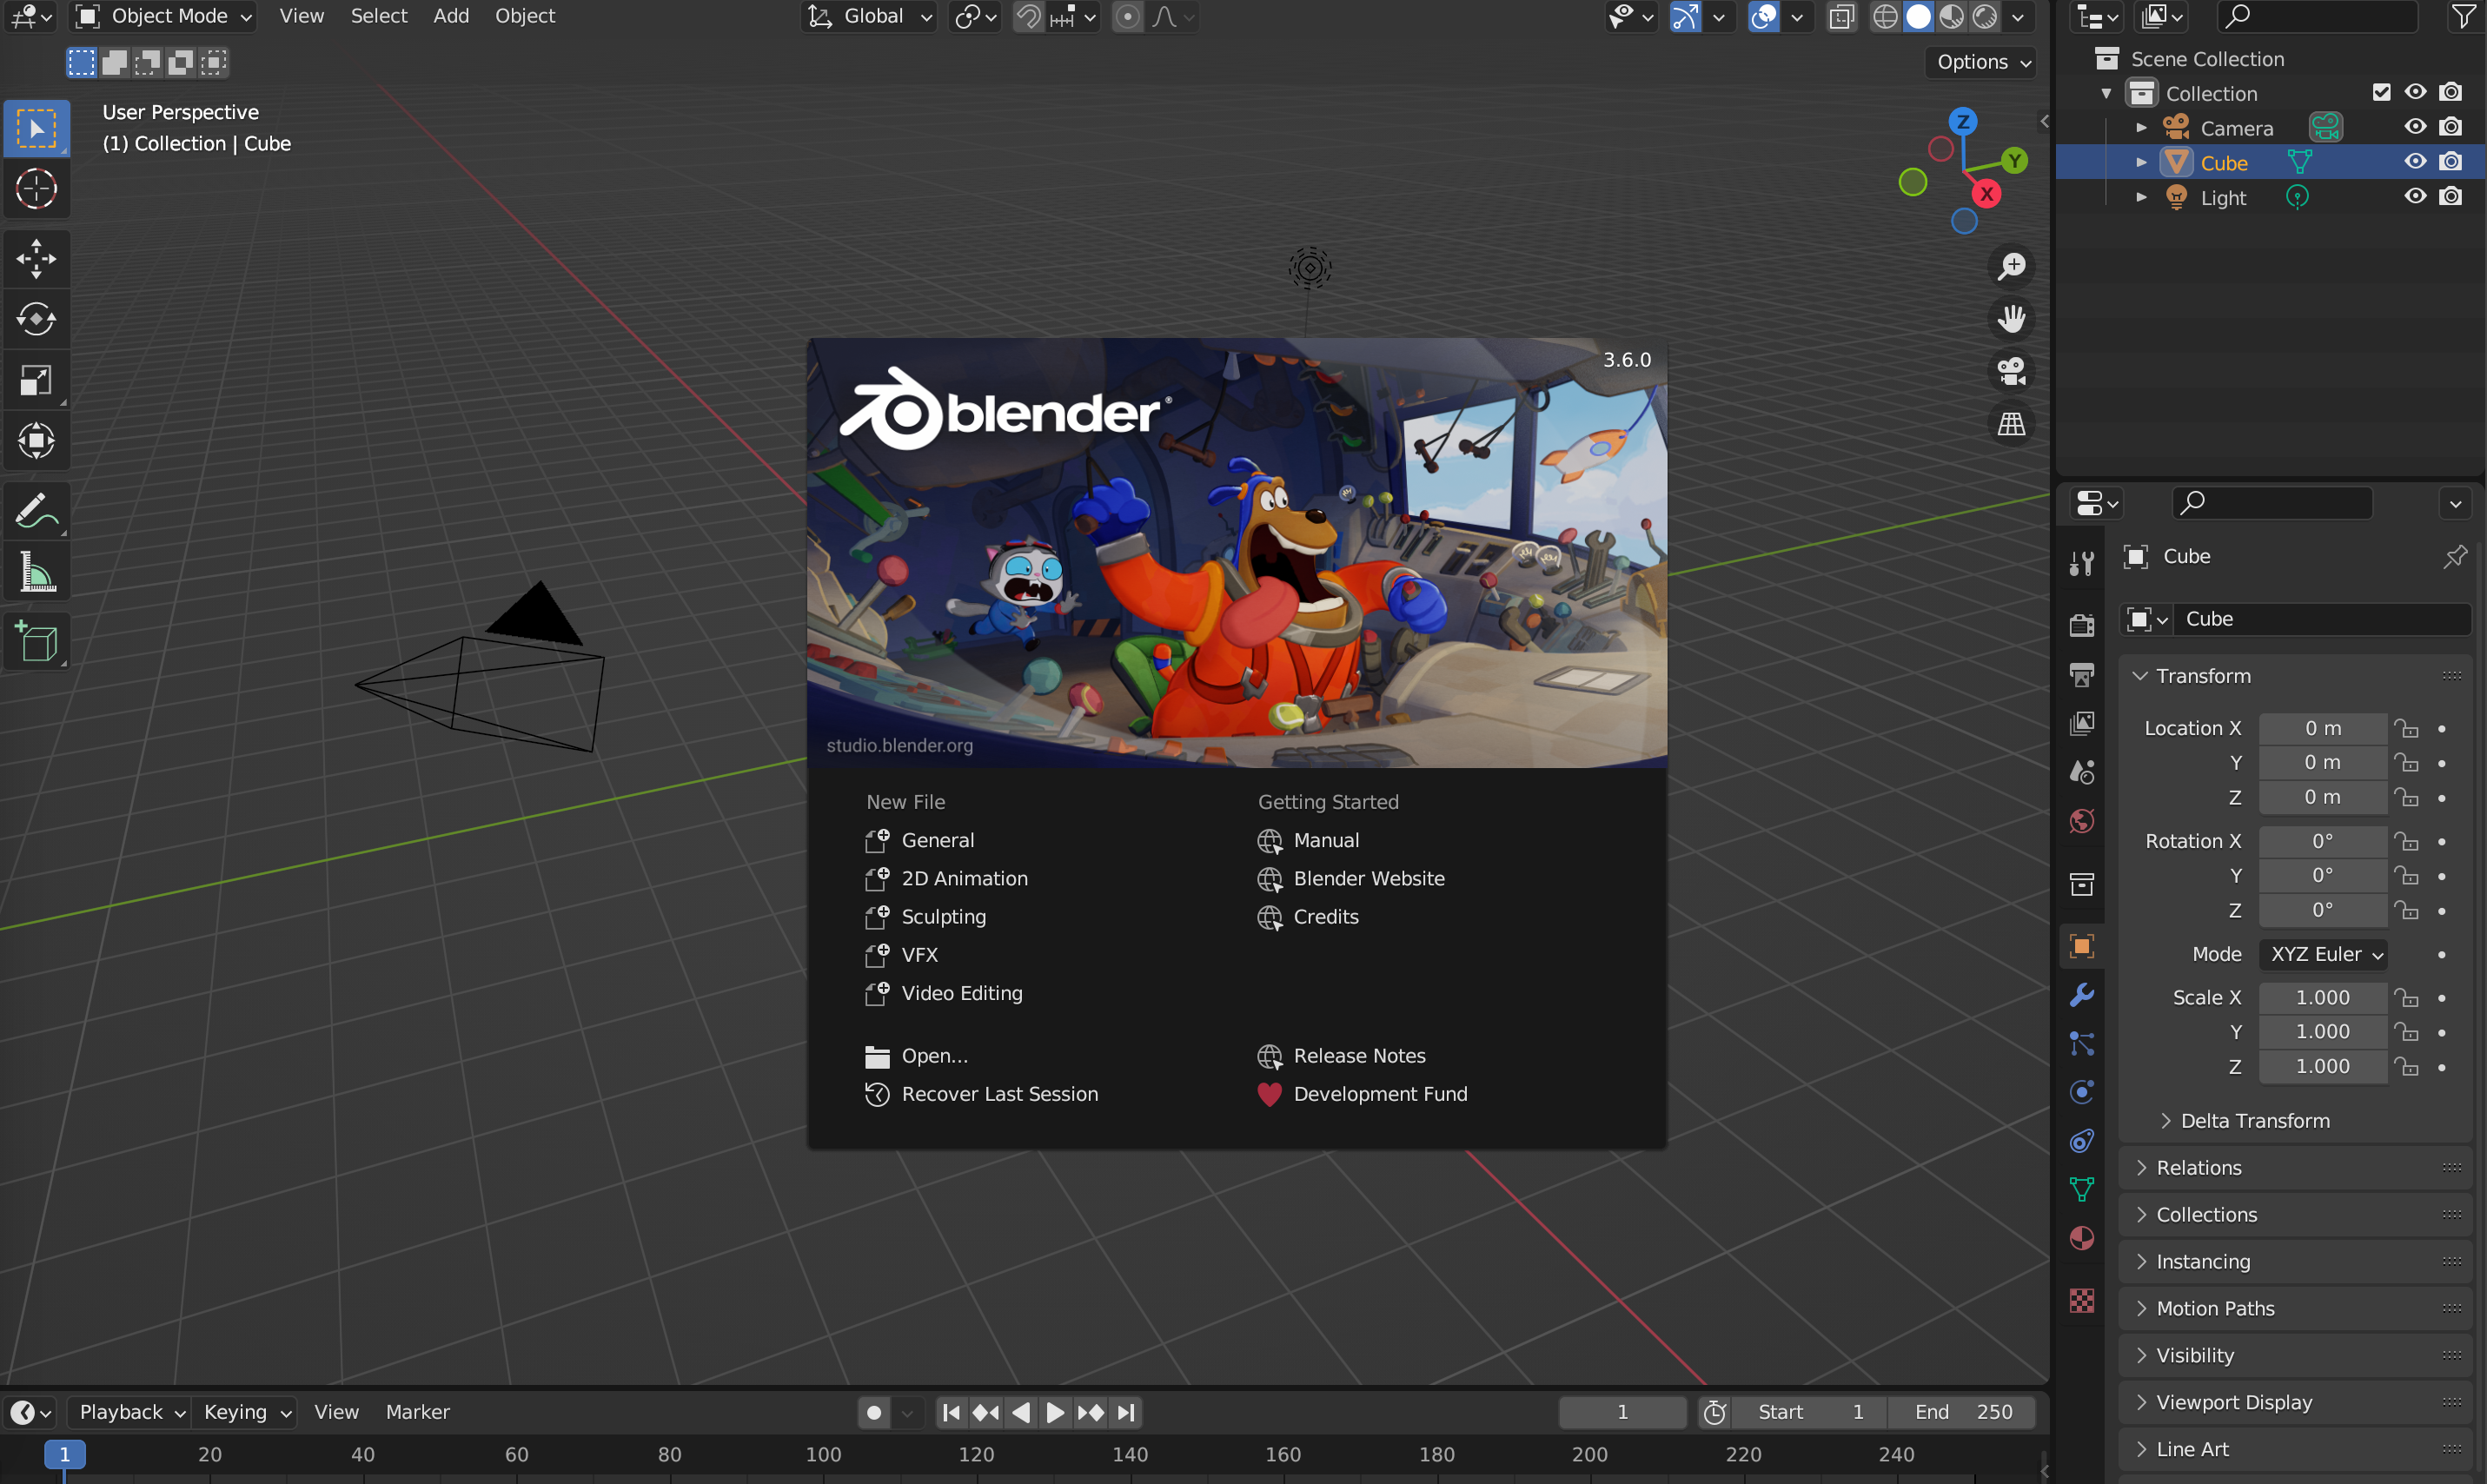 Object Mode View Select Add Object Global
Options
User Perspective
(1) Collection | Cube
Z
Y
X
Scene Collection
Collection
Camera
Cube
Light
3.6.0
blender®
studio.blender.org
New File
General
2D Animation
Sculpting
VFX
Video Editing
Open...
Recover Last Session
Getting Started
Manual
Blender Website
Credits
Release Notes
Development Fund
Cube
Cube
Transform
Location X 0 m
Y 0 m
Z 0 m
Rotation X 0°
Y 0°
Z 0°
Mode XYZ Euler
Scale X 1.000
Y 1.000
Z 1.000
Delta Transform
Relations
Collections
Instancing
Motion Paths
Visibility
Viewport Display
Line Art
Playback Keying View Marker 1 Start 1 End 250
1 20 40 60 80 100 120 140 160 180 200 220 240